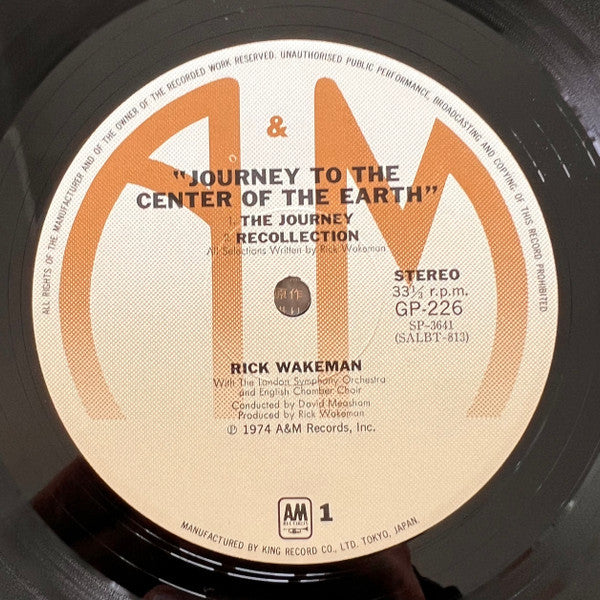 ALL RIGHTS OF THE MANUFACTURER AND OF THE OWNER OF THE RECORDED WORK RESERVED. UNAUTHORISED PUBLIC PERFORMANCE, BROADCASTING AND COPYING OF THIS RECORD PROHIBITED.
A & M
"JOURNEY TO THE
CENTER OF THE EARTH"
1. THE JOURNEY
2. RECOLLECTION
All Selections Written by Rick Wakeman
STEREO
33⅓ r.p.m.
GP-226
SP-3641
(SALBT-813)
RICK WAKEMAN
With The London Symphony Orchestra
and English Chamber Choir
Conducted by David Measham
Produced by Rick Wakeman
℗ 1974 A&M Records, Inc.
AM
RECORDS
1
MANUFACTURED BY KING RECORD CO., LTD. TOKYO, JAPAN.